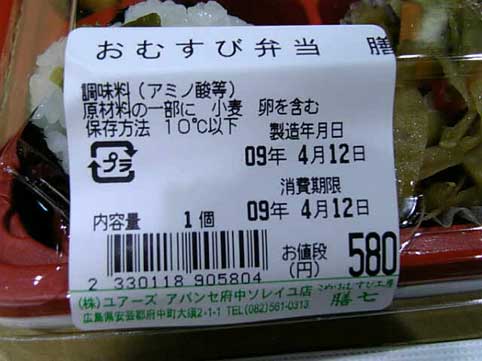 おむすび弁当 膳
調味料（アミノ酸等）
原材料の一部に 小麦 卵を含む
保存方法 10℃以下
製造年月日
プラ
09年 4月12日
消費期限
09年 4月12日
内容量 1個
お値段
(円) 580
2 330118 905804
(株)ユアーズ アバンセ府中ソレイユ店
膳七
広島県安芸郡府中町大須2-1-1 TEL(082)561-0313